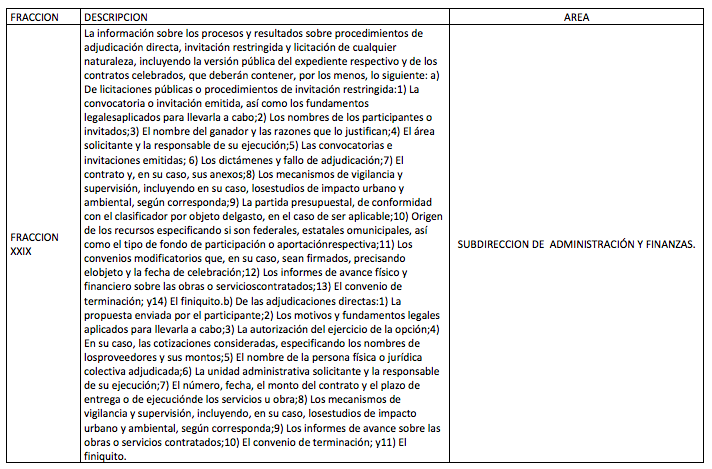 FRACCION DESCRIPCION AREA
La información sobre los procesos y resultados sobre procedimientos de
adjudicación directa, invitación restringida y licitación de cualquier
naturaleza, incluyendo la versión pública del expediente respectivo y de los
contratos celebrados, que deberán contener, por los menos, lo siguiente: a)
De licitaciones públicas o procedimientos de invitación restringida:1) La
convocatoria o invitación emitida, así como los fundamentos
legalesaplicados para llevarla a cabo;2) Los nombres de los participantes o
invitados;3) El nombre del ganador y las razones que lo justifican;4) El área
solicitante y la responsable de su ejecución;5) Las convocatorias e
invitaciones emitidas; 6) Los dictámenes y fallo de adjudicación;7) El
contrato y, en su caso, sus anexos;8) Los mecanismos de vigilancia y
supervisión, incluyendo en su caso, losestudios de impacto urbano y
ambiental, según corresponda;9) La partida presupuestal, de conformidad
con el clasificador por objeto delgasto, en el caso de ser aplicable;10) Origen
de los recursos especificando si son federales, estatales omunicipales, así
como el tipo de fondo de participación o aportaciónrespectiva;11) Los
convenios modificatorios que, en su caso, sean firmados, precisando
elobjeto y la fecha de celebración;12) Los informes de avance físico y
financiero sobre las obras o servicioscontratados;13) El convenio de
terminación; y14) El finiquito.b) De las adjudicaciones directas:1) La
propuesta enviada por el participante;2) Los motivos y fundamentos legales
aplicados para llevarla a cabo;3) La autorización del ejercicio de la opción;4)
En su caso, las cotizaciones consideradas, especificando los nombres de
losproveedores y sus montos;5) El nombre de la persona física o jurídica
colectiva adjudicada;6) La unidad administrativa solicitante y la responsable
de su ejecución;7) El número, fecha, el monto del contrato y el plazo de
entrega o de ejecuciónde los servicios u obra;8) Los mecanismos de
vigilancia y supervisión, incluyendo, en su caso, losestudios de impacto
urbano y ambiental, según corresponda;9) Los informes de avance sobre las
obras o servicios contratados;10) El convenio de terminación; y11) El
finiquito.
FRACCION
XXIX
SUBDIRECCION DE ADMINISTRACIÓN Y FINANZAS.